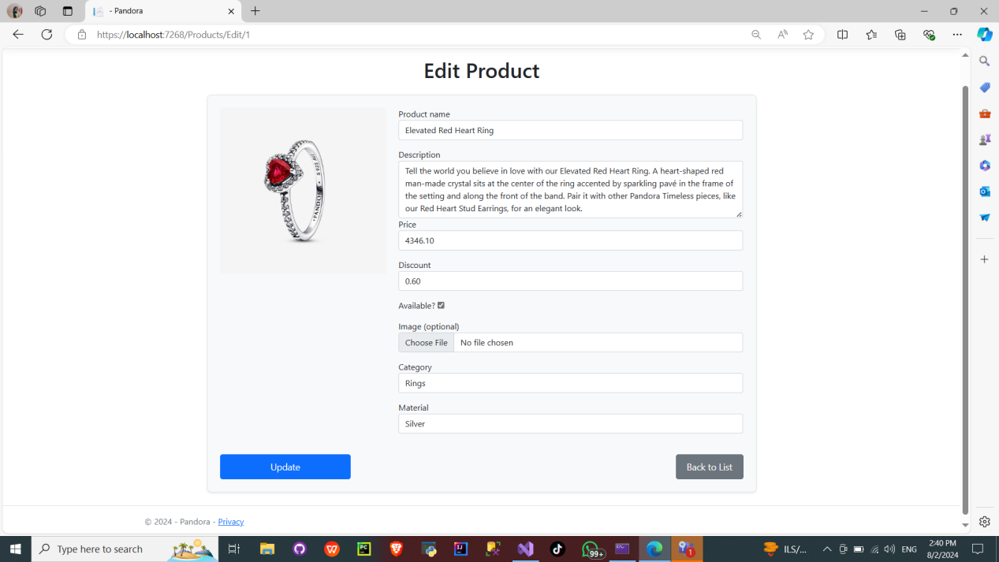 - Pandora
https://localhost:7268/Products/Edit/1
Edit Product
Product name
Elevated Red Heart Ring
Description
Tell the world you believe in love with our Elevated Red Heart Ring. A heart-shaped red
man-made crystal sits at the center of the ring accented by sparkling pavé in the frame of
the setting and along the front of the band. Pair it with other Pandora Timeless pieces, like
our Red Heart Stud Earrings, for an elegant look.
Price
4346.10
Discount
0.60
Available?
Image (optional)
Choose File No file chosen
Category
Rings
Material
Silver
Update
Back to List
© 2024 - Pandora - Privacy
Type here to search
99+
1
ILS/...
ENG
2:40 PM
8/2/2024